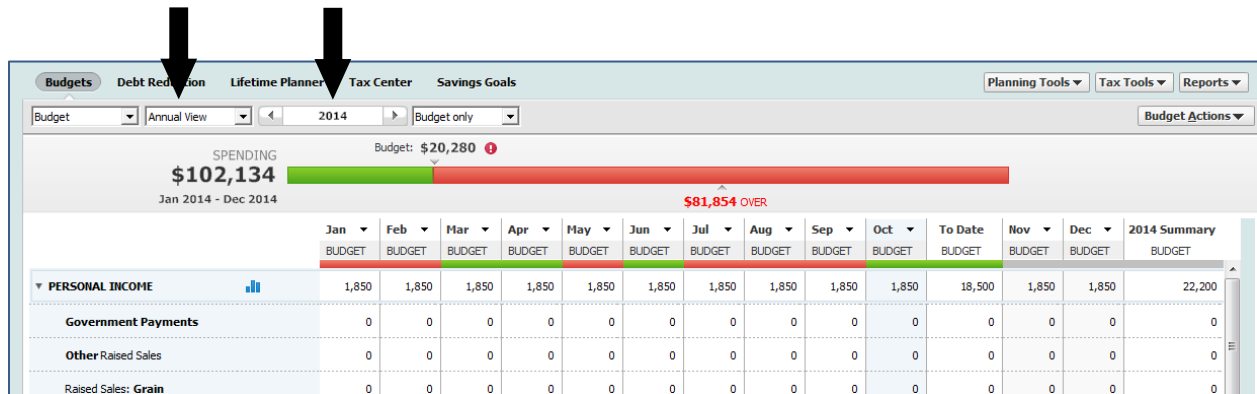 Budgets Debt Reduction Lifetime Planner Tax Center Savings Goals Planning Tools Tax Tools Reports
Budget Annual View 2014 Budget only Budget Actions
SPENDING Budget: $20,280
$102,134
Jan 2014 - Dec 2014 $81,854 OVER
Jan Feb Mar Apr May Jun Jul Aug Sep Oct To Date Nov Dec 2014 Summary
BUDGET BUDGET BUDGET BUDGET BUDGET BUDGET BUDGET BUDGET BUDGET BUDGET BUDGET BUDGET BUDGET BUDGET
PERSONAL INCOME 1,850 1,850 1,850 1,850 1,850 1,850 1,850 1,850 1,850 1,850 18,500 1,850 1,850 22,200
Government Payments 0 0 0 0 0 0 0 0 0 0 0 0 0 0
Other Raised Sales 0 0 0 0 0 0 0 0 0 0 0 0 0 0
Raised Sales: Grain 0 0 0 0 0 0 0 0 0 0 0 0 0 0